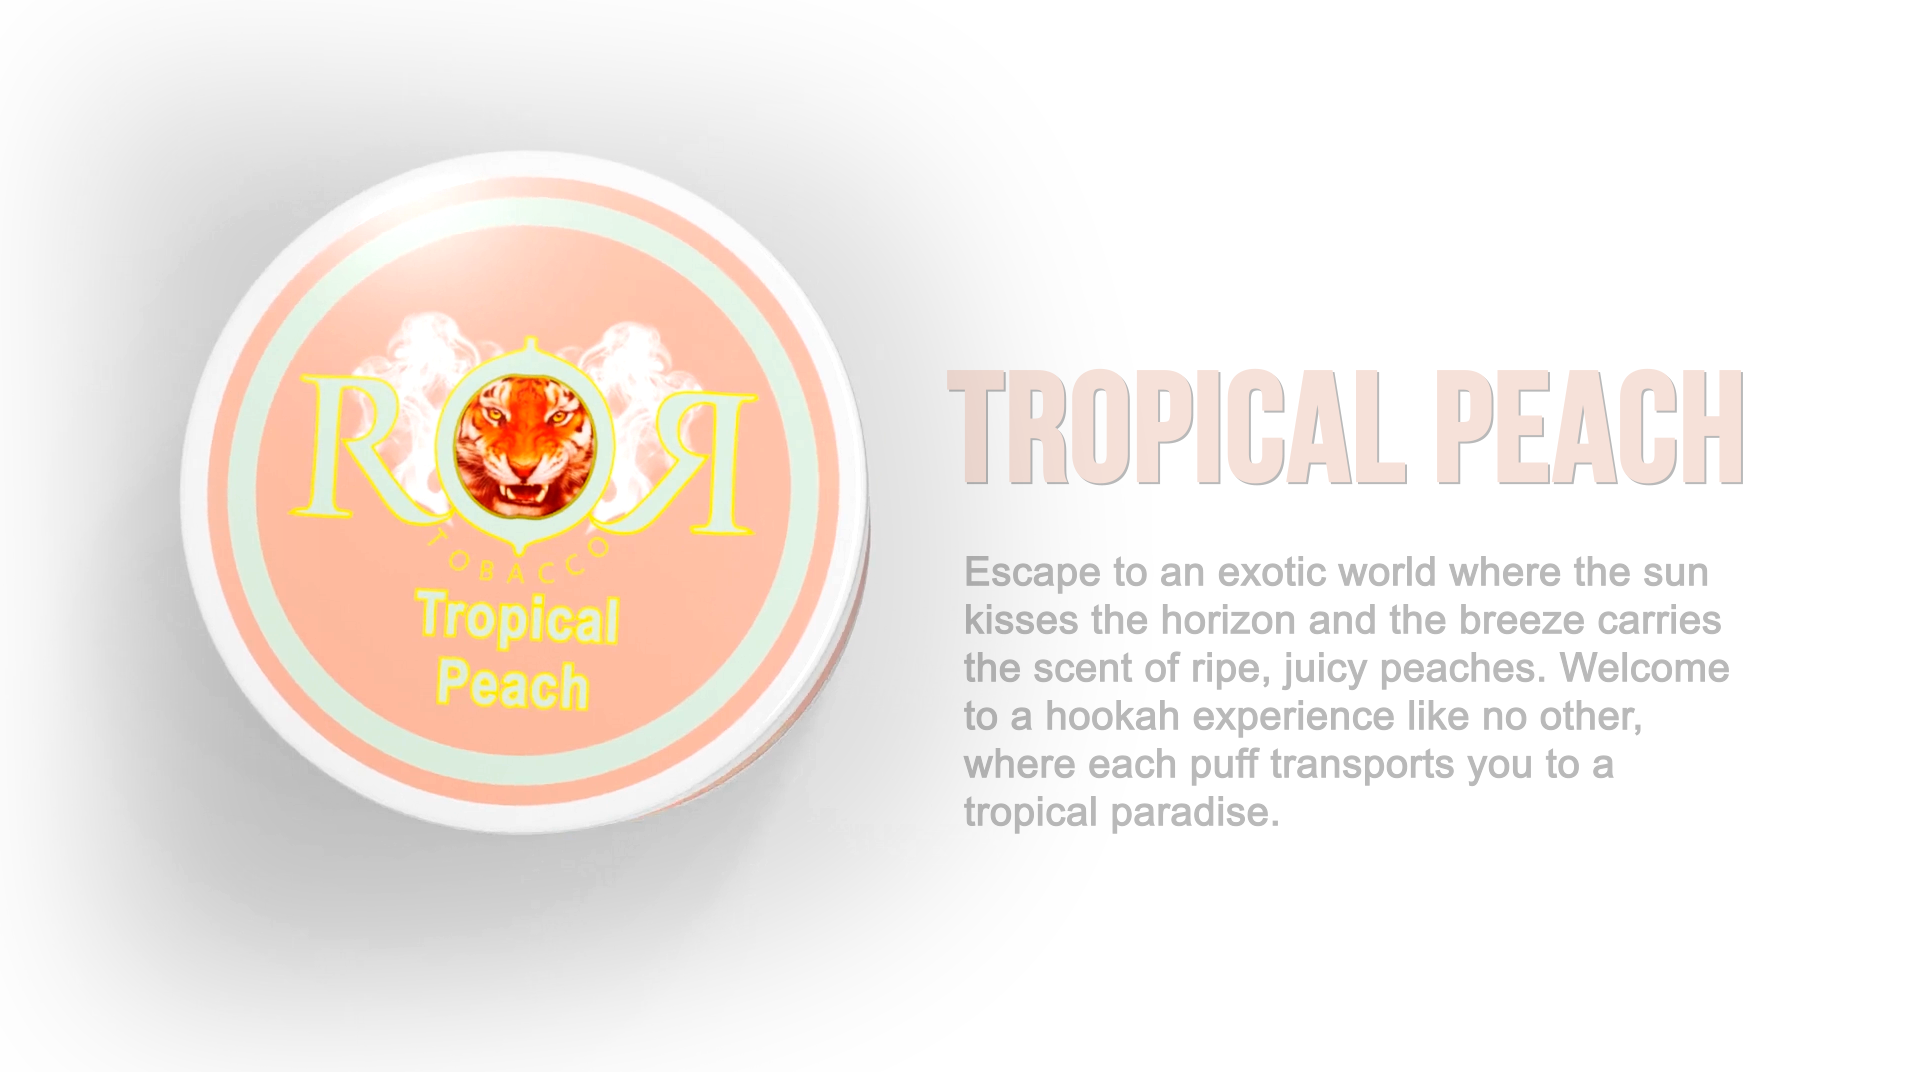 ROR
TOBACCO
Tropical
Peach
TROPICAL PEACH
Escape to an exotic world where the sun
kisses the horizon and the breeze carries
the scent of ripe, juicy peaches. Welcome
to a hookah experience like no other,
where each puff transports you to a
tropical paradise.